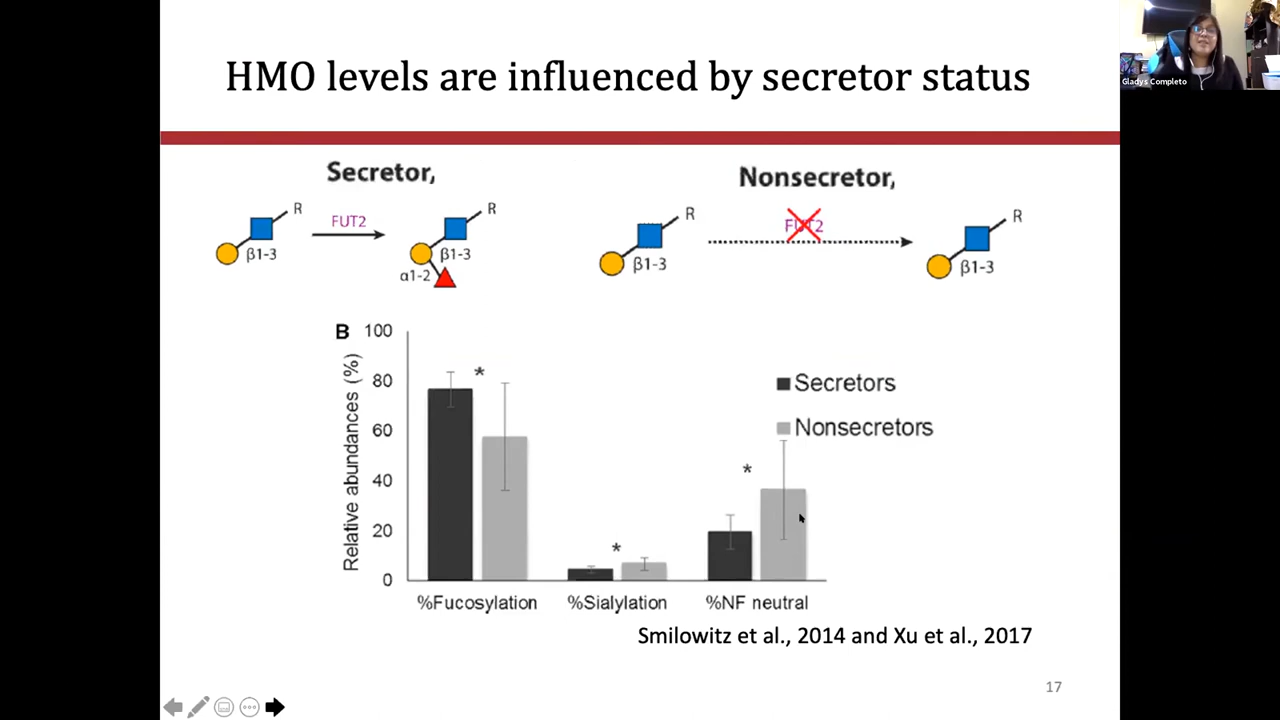 HMO levels are influenced by secretor status
Gladys Completo
Secretor,
Nonsecretor,
R
FUT2
R
β1-3
β1-3
α1-2
R
FUT2
R
β1-3
β1-3
B
100
80
60
40
20
0
Relative abundances (%)
*
*
*
Secretors
Nonsecretors
%Fucosylation
%Sialylation
%NF neutral
Smilowitz et al., 2014 and Xu et al., 2017
17